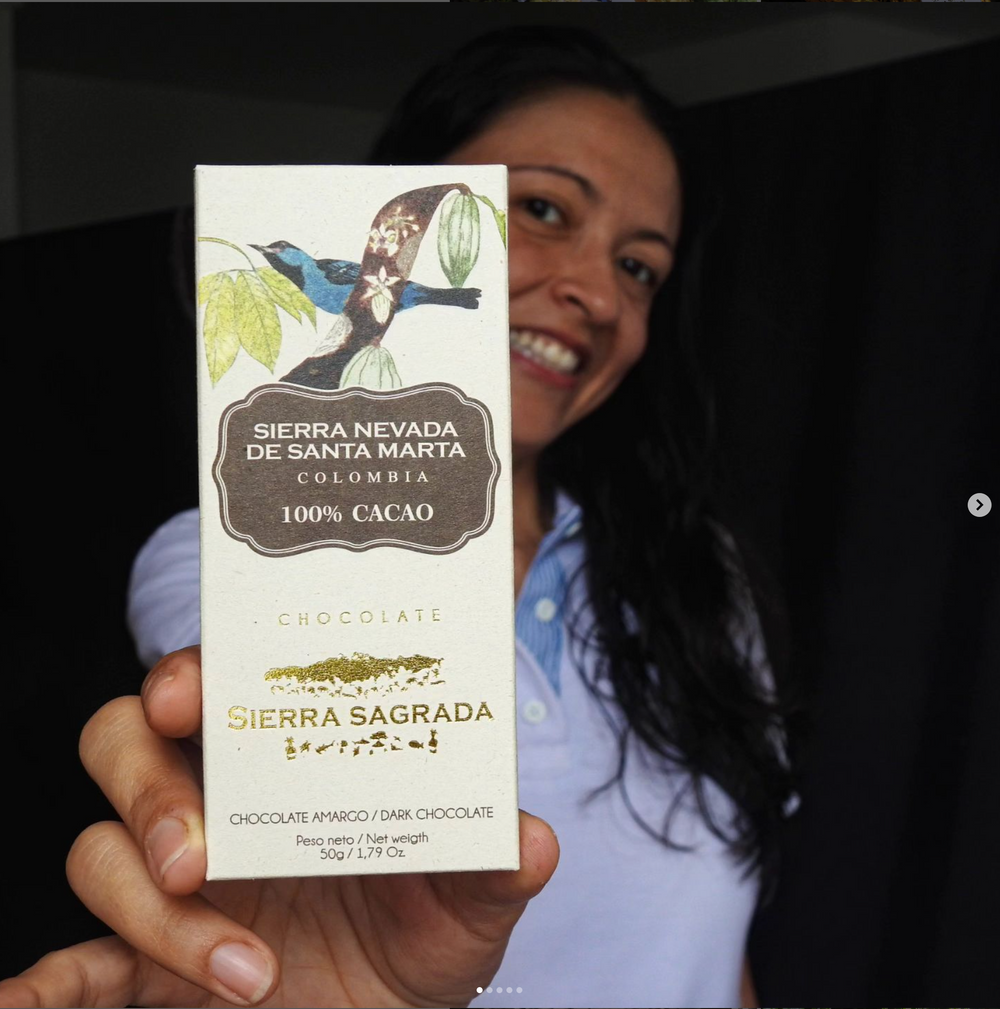 SIERRA NEVADA
DE SANTA MARTA
COLOMBIA
100% CACAO
CHOCOLATE
SIERRA SAGRADA
CHOCOLATE AMARGO / DARK CHOCOLATE
Peso neto / Net weigth
50g / 1,79 Oz.